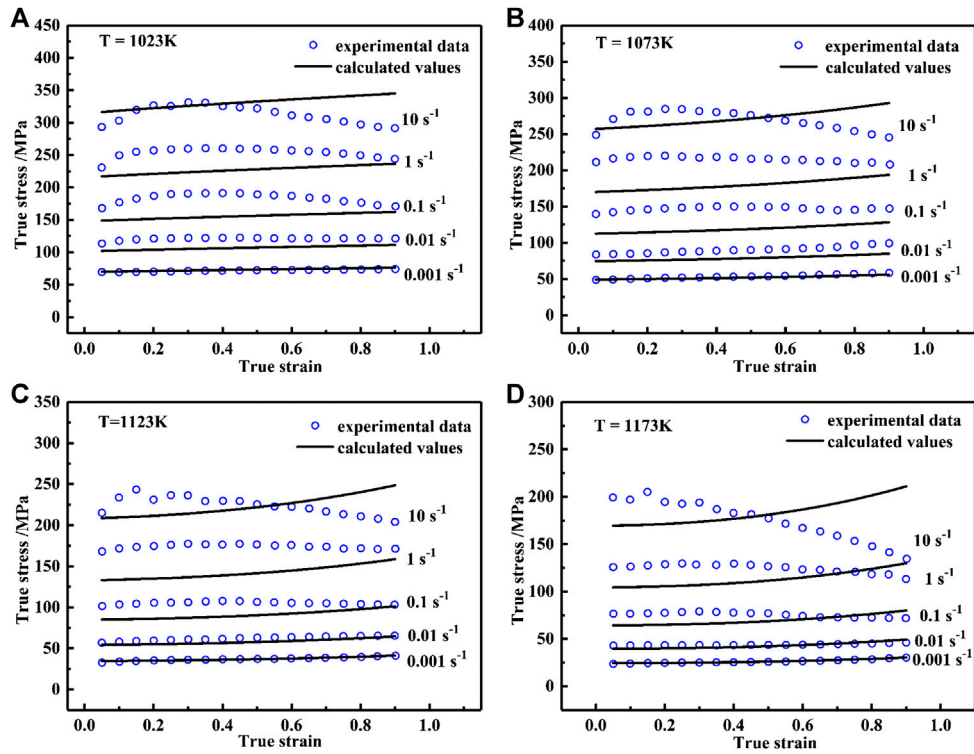 A
T = 1023K
experimental data
calculated values
True stress /MPa
450
400
350
300
250
200
150
100
50
0
10 s⁻¹
1 s⁻¹
0.1 s⁻¹
0.01 s⁻¹
0.001 s⁻¹
0.0 0.2 0.4 0.6 0.8 1.0
True strain
B
T = 1073K
experimental data
calculated values
True stress /MPa
400
350
300
250
200
150
100
50
0
10 s⁻¹
1 s⁻¹
0.1 s⁻¹
0.01 s⁻¹
0.001 s⁻¹
0.0 0.2 0.4 0.6 0.8 1.0
True strain
C
T=1123K
experimental data
calculated values
True stress /MPa
350
300
250
200
150
100
50
0
10 s⁻¹
1 s⁻¹
0.1 s⁻¹
0.01 s⁻¹
0.001 s⁻¹
0.0 0.2 0.4 0.6 0.8 1.0
True strain
D
T = 1173K
experimental data
calculated values
True stress /MPa
300
250
200
150
100
50
0
10 s⁻¹
1 s⁻¹
0.1 s⁻¹
0.01 s⁻¹
0.001 s⁻¹
0.0 0.2 0.4 0.6 0.8 1.0
True strain